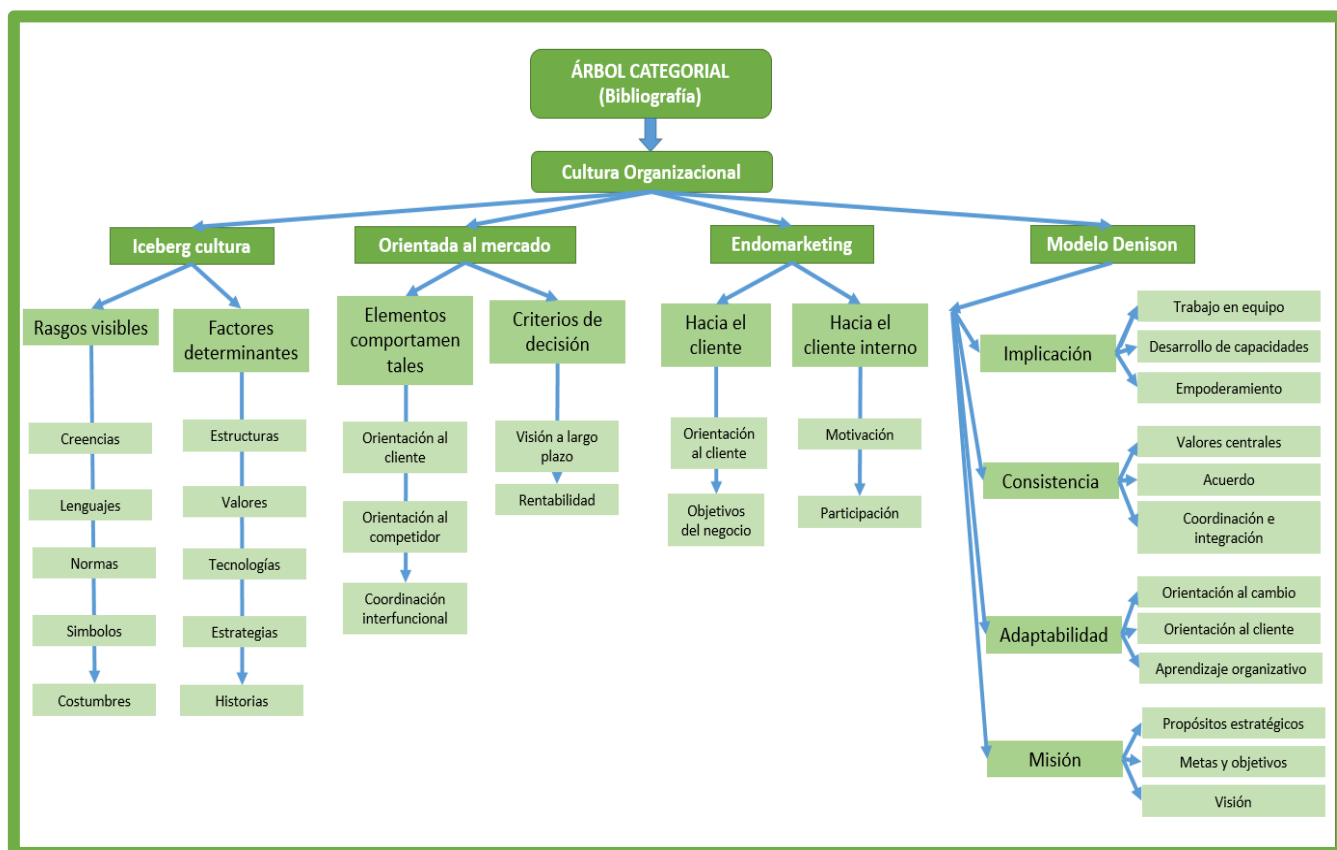 ÁRBOL CATEGORIAL
(Bibliografía)
Cultura Organizacional
Iceberg cultura
Rasgos visibles
Creencias
Lenguajes
Normas
Simbolos
Costumbres
Factores
determinantes
Estructuras
Valores
Tecnologías
Estrategias
Historias
Orientada al mercado
Elementos
comportamen
tales
Orientación al
cliente
Orientación al
competidor
Coordinación
interfuncional
Criterios de
decisión
Visión a largo
plazo
Rentabilidad
Endomarketing
Hacia el
cliente
Orientación
al cliente
Objetivos
del negocio
Hacia el
cliente interno
Motivación
Participación
Modelo Denison
Implicación
Trabajo en equipo
Desarrollo de capacidades
Empoderamiento
Consistencia
Valores centrales
Acuerdo
Coordinación e
integración
Adaptabilidad
Orientación al cambio
Orientación al cliente
Aprendizaje organizativo
Misión
Propósitos estratégicos
Metas y objetivos
Visión